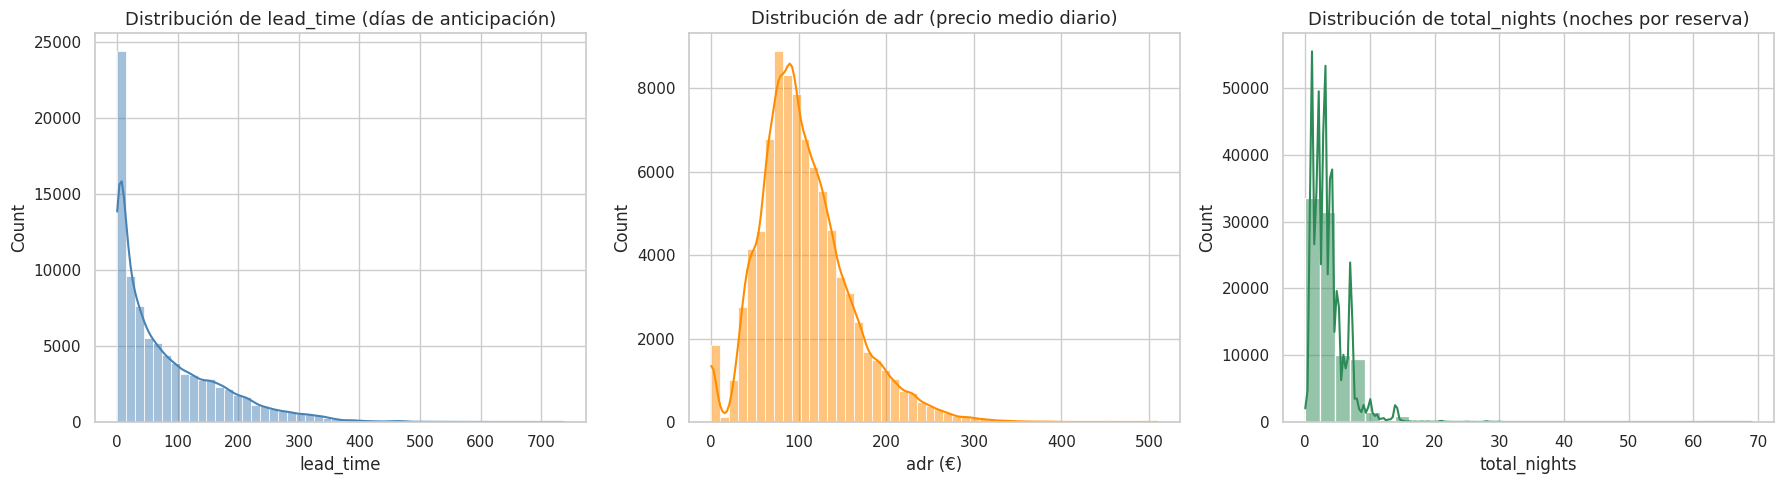 Distribución de lead_time (días de anticipación)
Count
25000
20000
15000
10000
5000
0
0 100 200 300 400 500 600 700
lead_time
Distribución de adr (precio medio diario)
Count
8000
6000
4000
2000
0
0 100 200 300 400 500
adr (€)
Distribución de total_nights (noches por reserva)
Count
50000
40000
30000
20000
10000
0
0 10 20 30 40 50 60 70
total_nights